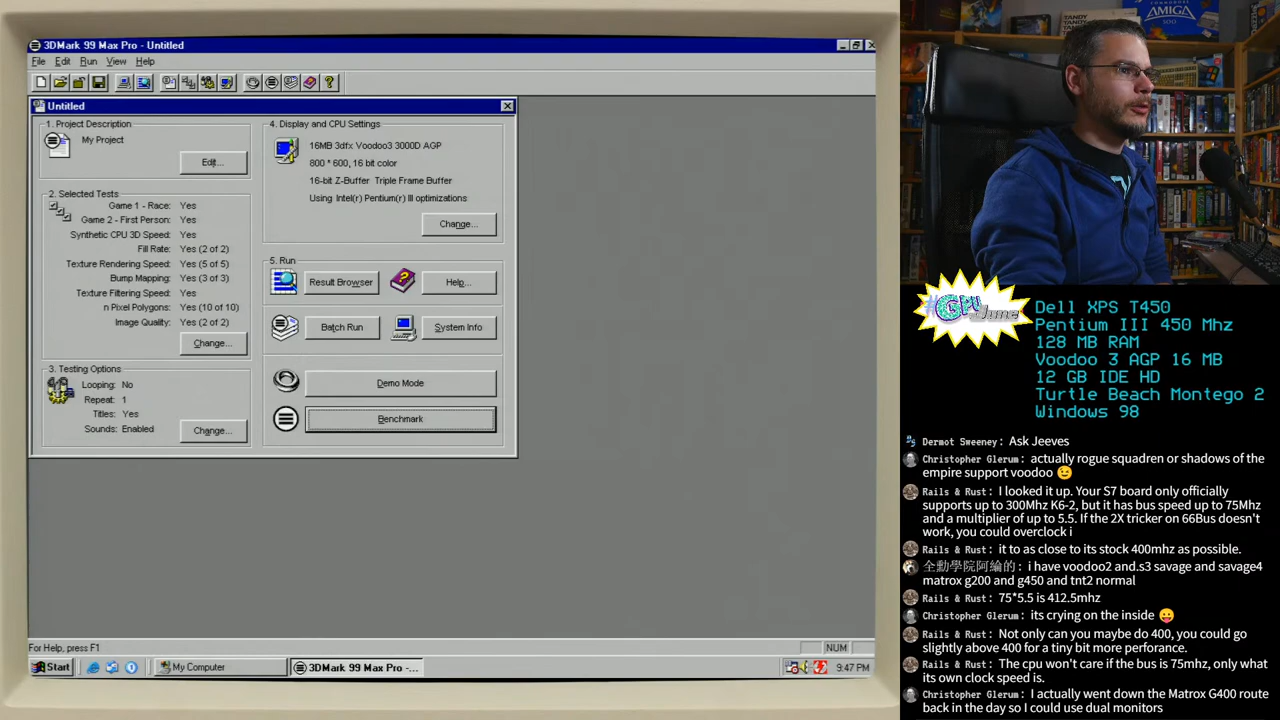 3DMark 99 Max Pro - Untitled
File Edit Run View Help
Untitled
1. Project Description
My Project
Edit...
2. Selected Tests
Game 1 - Race: Yes
Game 2 - First Person: Yes
Synthetic CPU 3D Speed: Yes
Fill Rate: Yes (2 of 2)
Texture Rendering Speed: Yes (5 of 5)
Bump Mapping: Yes (3 of 3)
Texture Filtering Speed: Yes
n Pixel Polygons: Yes (10 of 10)
Image Quality: Yes (2 of 2)
Change...
3. Testing Options
Looping: No
Repeat: 1
Titles: Yes
Sounds: Enabled
Change...
4. Display and CPU Settings
16MB 3dfx Voodoo3 3000D AGP
800 * 600, 16 bit color
16-bit Z-Buffer Triple Frame Buffer
Using Intel(r) Pentium(r) III optimizations
Change...
5. Run
Result Browser
Help...
Batch Run
System Info
Demo Mode
Benchmark
For Help, press F1
NUM
Start
My Computer
3DMark 99 Max Pro -...
9:47 PM
TANDY
AMIGA
#GPUJune
Dell XPS T450
Pentium III 450 Mhz
128 MB RAM
Voodoo 3 AGP 16 MB
12 GB IDE HD
Turtle Beach Montego 2
Windows 98
Dermot Sweeney: Ask Jeeves
Christopher Glerum: actually rogue squadren or shadows of the
empire support voodoo 😉
Rails & Rust: I looked it up. Your S7 board only officially
supports up to 300Mhz K6-2, but it has bus speed up to 75Mhz
and a multiplier of up to 5.5. If the 2X tricker on 66Bus doesn't
work, you could overclock i
Rails & Rust: it to as close to its stock 400mhz as possible.
全動學院阿綸的: i have voodoo2 and.s3 savage and savage4
matrox g200 and g450 and tnt2 normal
Rails & Rust: 75*5.5 is 412.5mhz
Christopher Glerum: its crying on the inside 😛
Rails & Rust: Not only can you maybe do 400, you could go
slightly above 400 for a tiny bit more perforance.
Rails & Rust: The cpu won't care if the bus is 75mhz, only what
its own clock speed is.
Christopher Glerum: I actually went down the Matrox G400 route
back in the day so I could use dual monitors